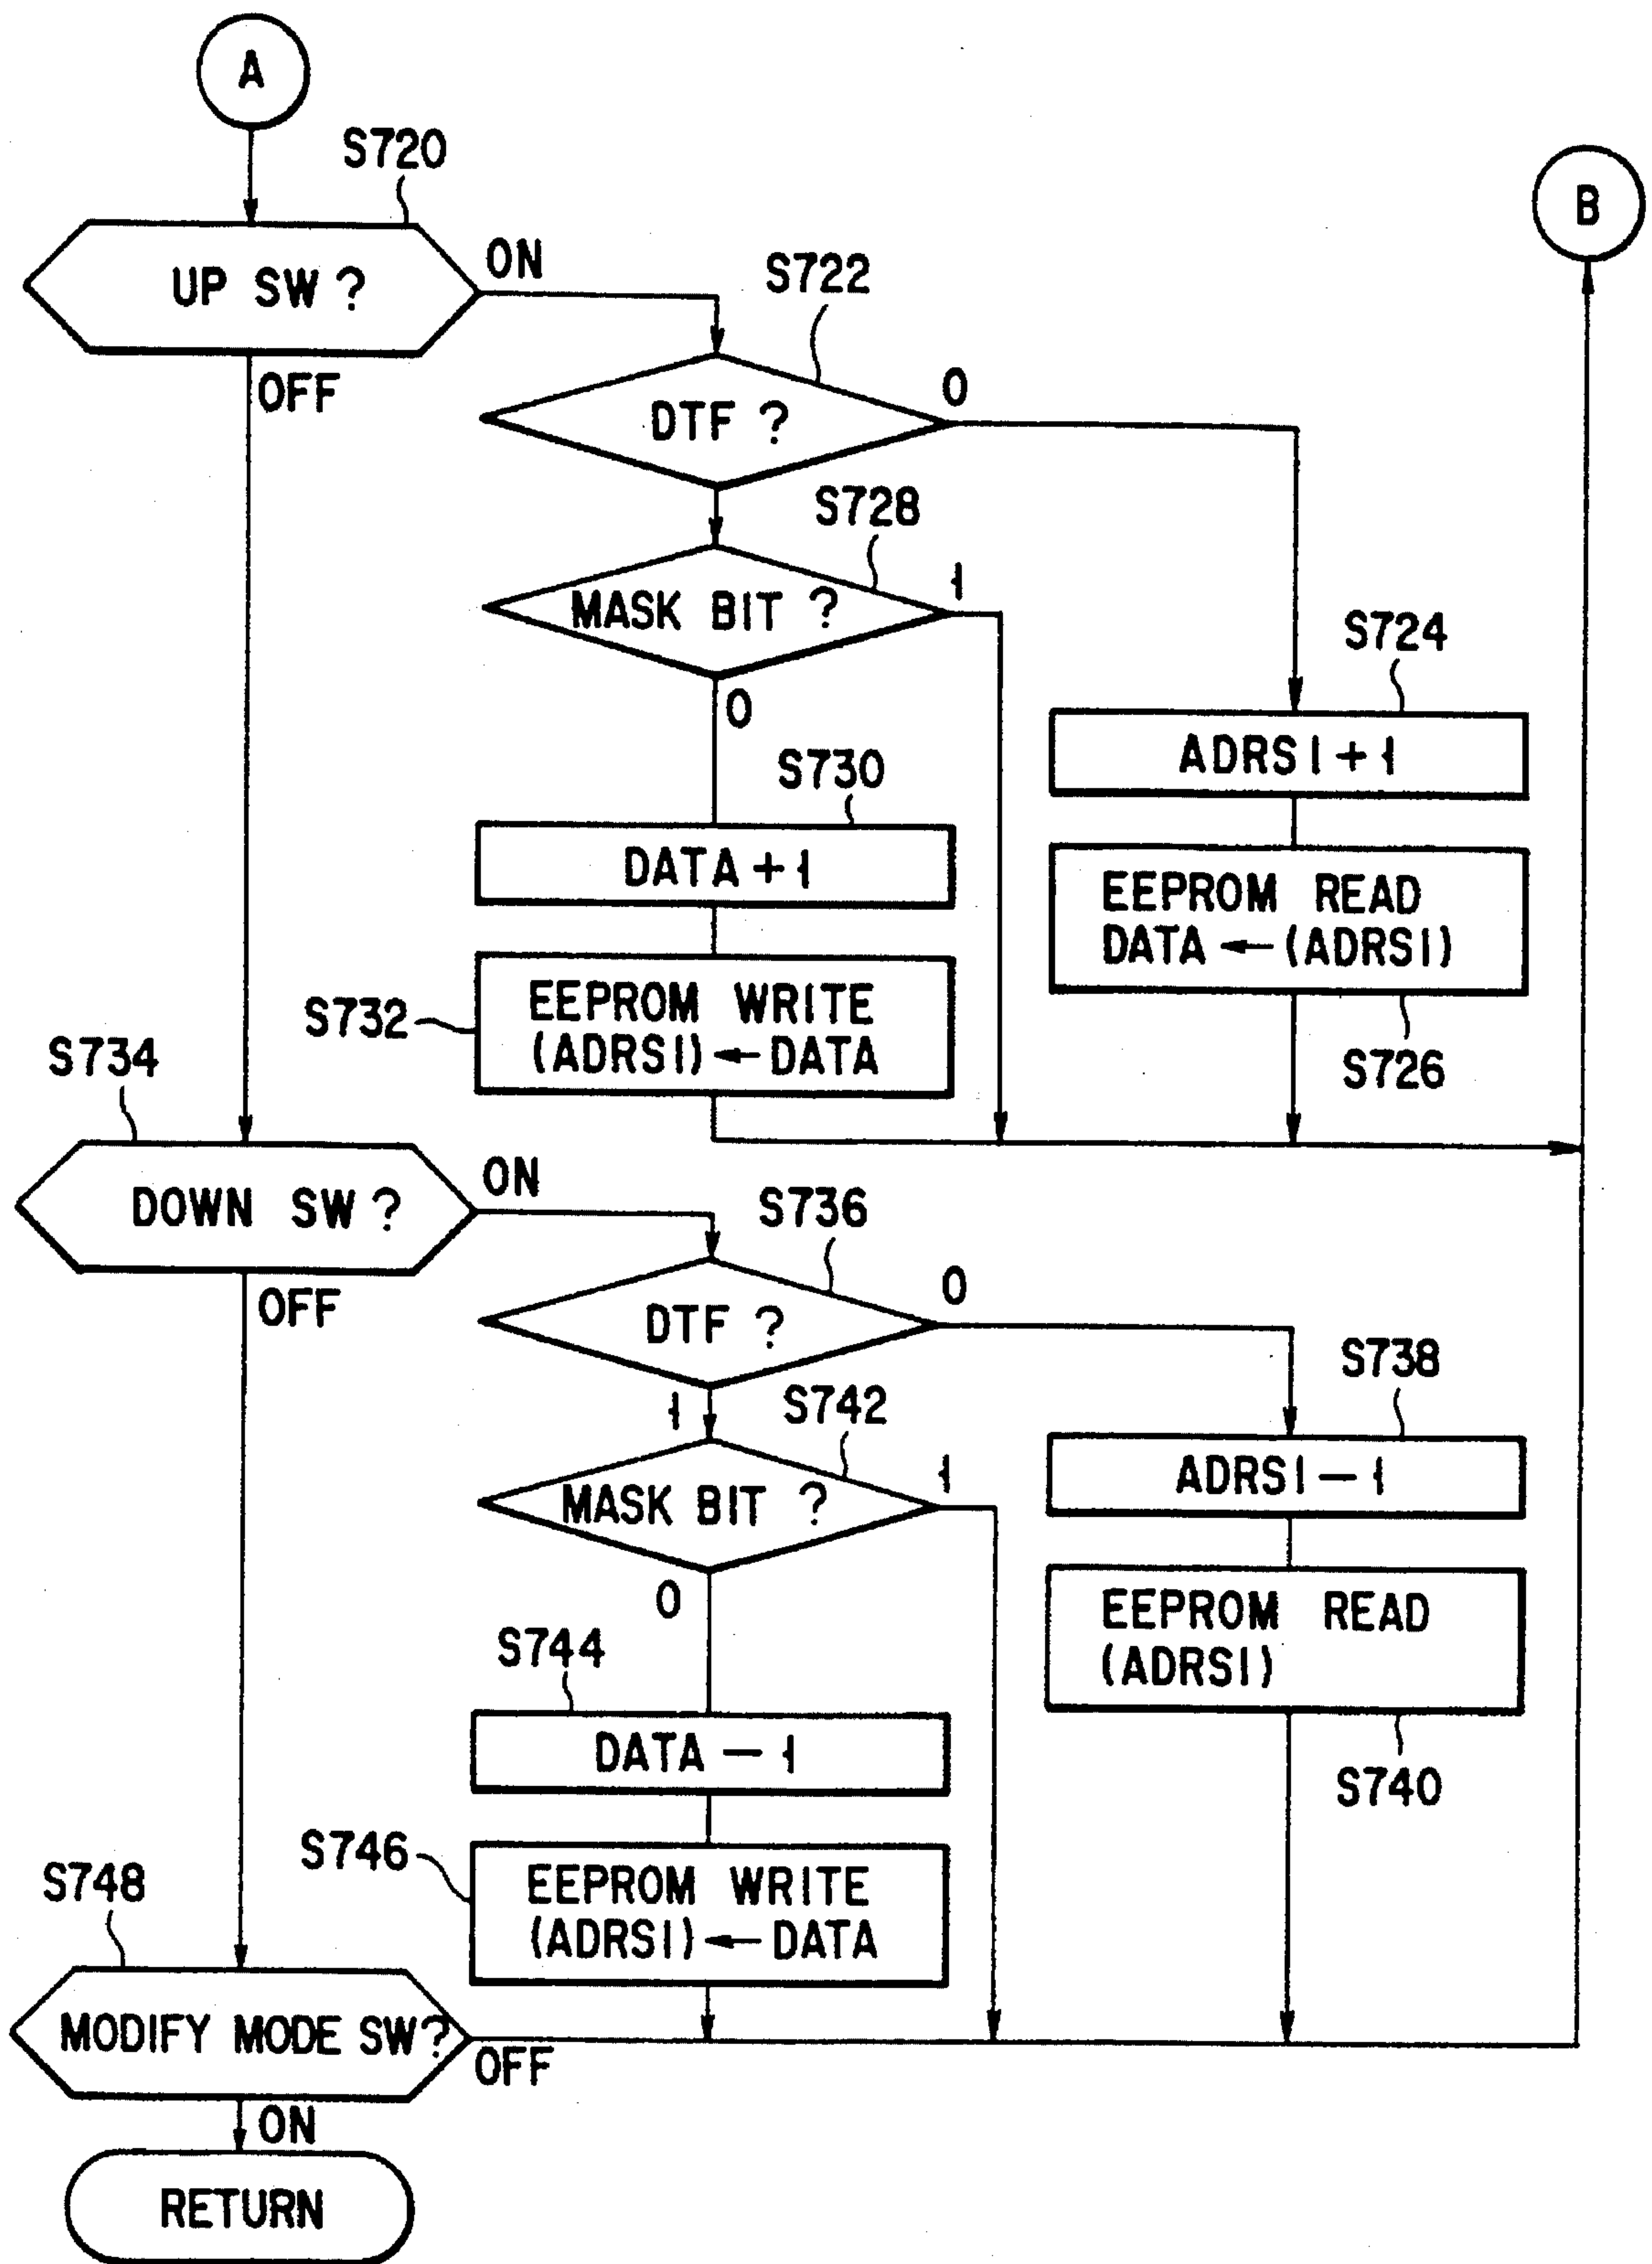 A
S720
B
UP SW ?
ON
S722
OFF
DTF ?
0
S728
MASK BIT ?
1
S724
0
ADRS1+1
S730
DATA+1
EEPROM READ
DATA ← (ADRS1)
S732
EEPROM WRITE
(ADRS1) ← DATA
S726
S734
DOWN SW ?
ON
S736
OFF
DTF ?
0
S738
1
S742
ADRS1−1
MASK BIT ?
1
0
EEPROM READ
(ADRS1)
S744
DATA − 1
S740
S746
EEPROM WRITE
(ADRS1) ← DATA
S748
MODIFY MODE SW?
OFF
ON
RETURN